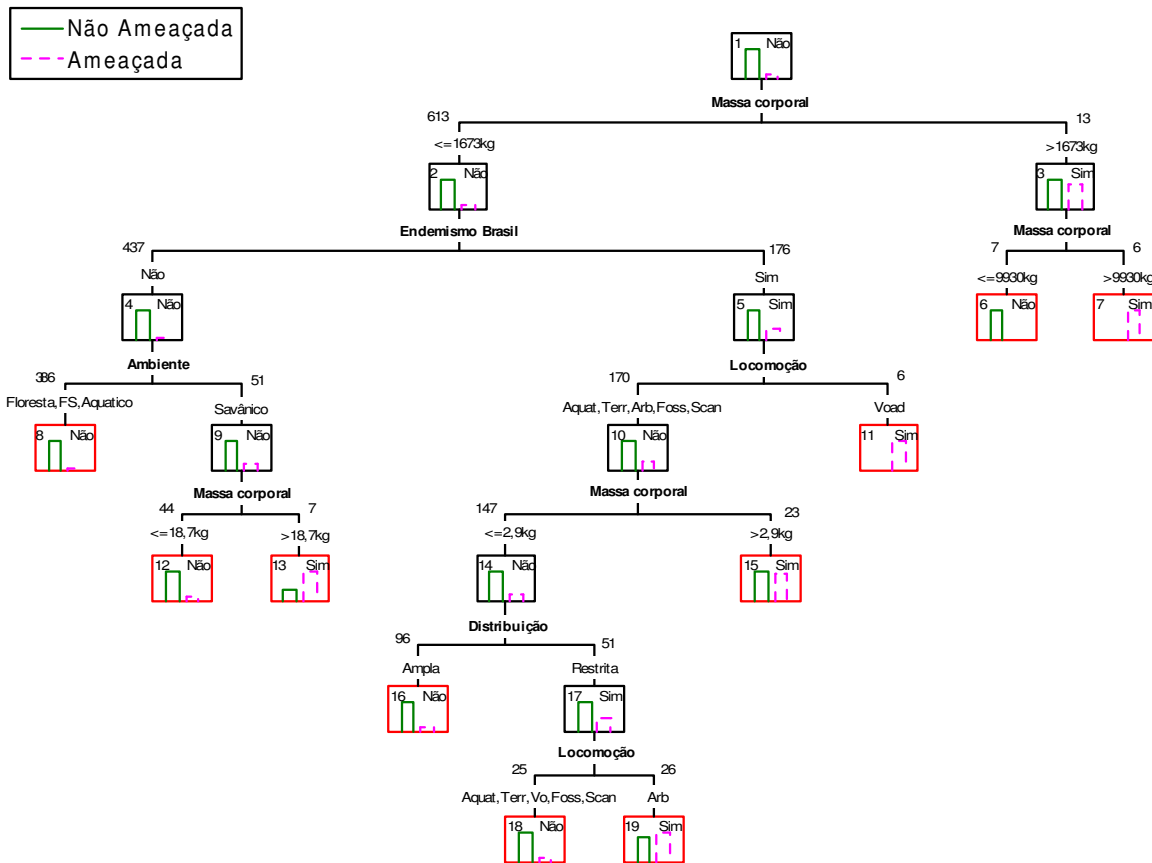 Não Ameaçada
Ameaçada
1 Não
Massa corporal
613 13
<=1673kg >1673kg
2 Não 3 Sim
Endemismo Brasil Massa corporal
437 176 7 6
Não Sim <=9930kg >9930kg
4 Não 5 Sim 6 Não 7 Sim
Ambiente Locomoção
386 51 170 6
Floresta,FS,Aquatico Savânico Aquat,Terr,Arb,Foss,Scan Voad
8 Não 9 Não 10 Não 11 Sim
Massa corporal Massa corporal
44 7 147 23
<=18,7kg >18,7kg <=2,9kg >2,9kg
12 Não 13 Sim 14 Não 15 Sim
Distribuição
96 51
Ampla Restrita
16 Não 17 Sim
Locomoção
25 26
Aquat,Terr,Vo,Foss,Scan Arb
18 Não 19 Sim